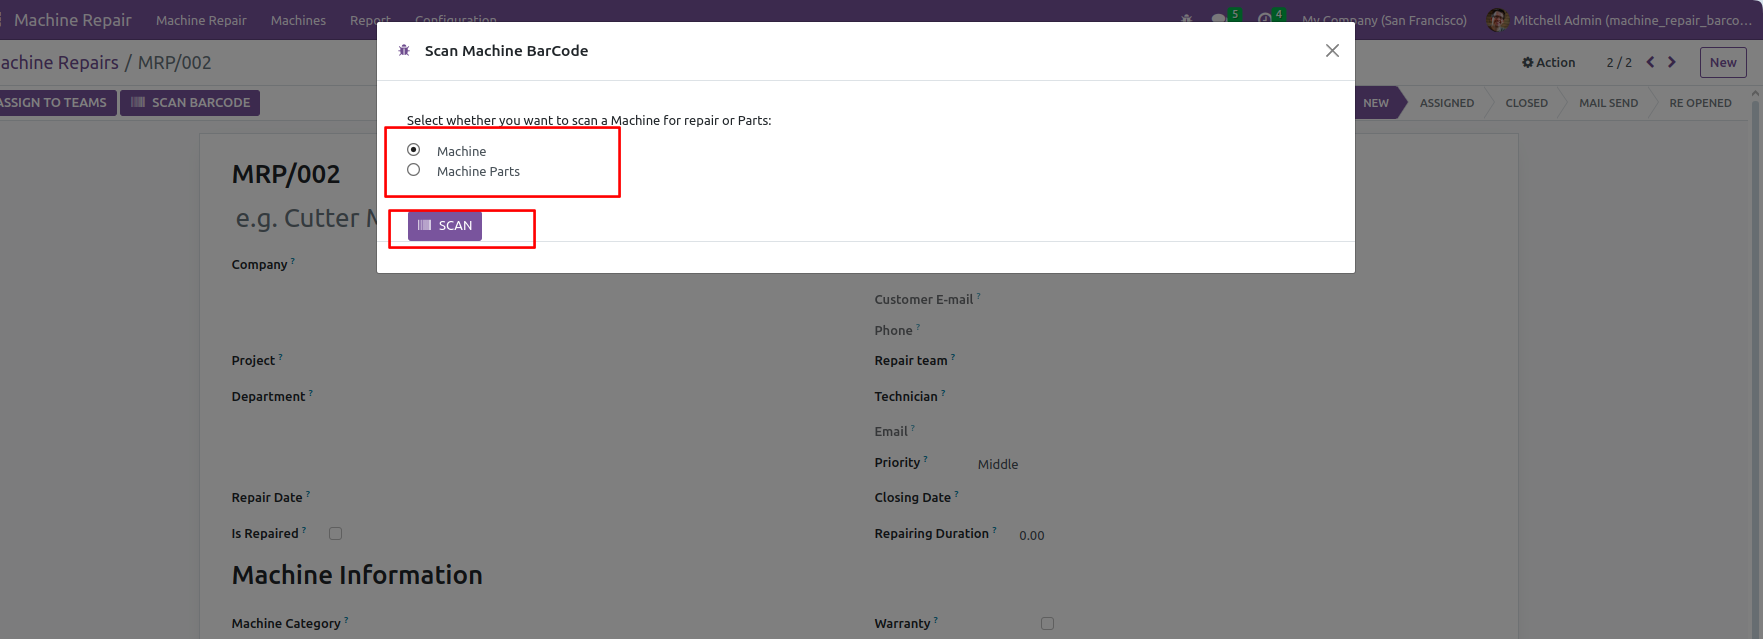 Machine Repair Machine Repair Machines Report Configuration 5 4 My Company (San Francisco) Mitchell Admin (machine_repair_barco...
Scan Machine BarCode
achine Repairs / MRP/002
Action 2 / 2 New
ASSIGN TO TEAMS SCAN BARCODE
NEW ASSIGNED CLOSED MAIL SEND RE OPENED
Select whether you want to scan a Machine for repair or Parts:
Machine
Machine Parts
SCAN
MRP/002
e.g. Cutter
Company ?
Customer E-mail ?
Phone ?
Project ?
Repair team ?
Department ?
Technician ?
Email ?
Priority ? Middle
Repair Date ?
Closing Date ?
Is Repaired ?
Repairing Duration ? 0.00
Machine Information
Machine Category ?
Warranty ?